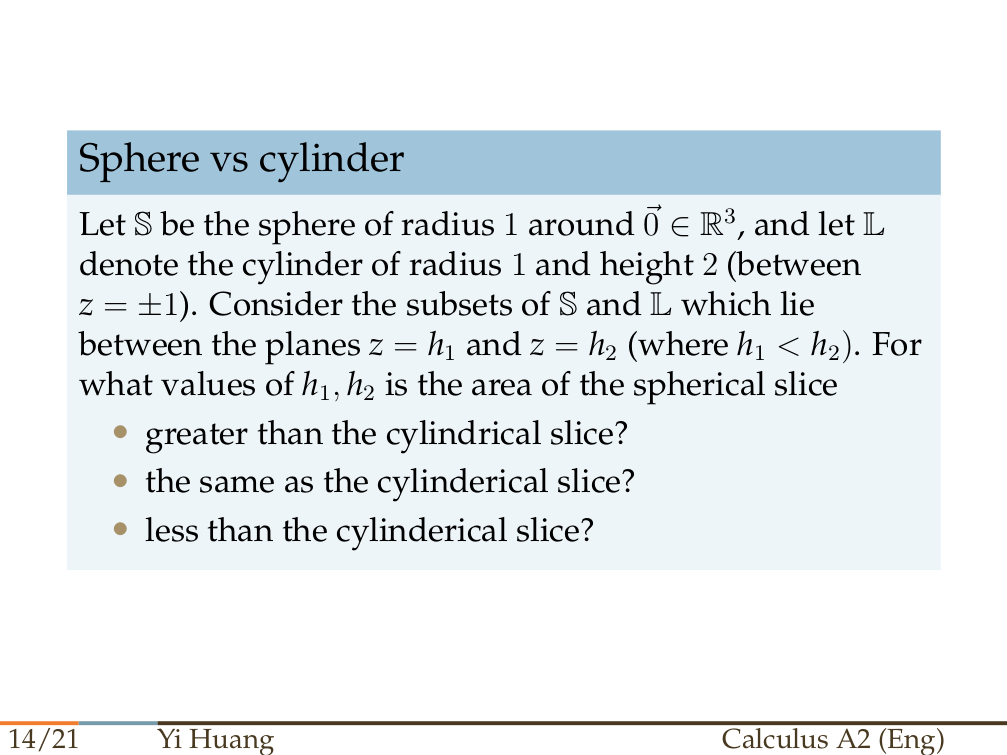 Sphere vs cylinder
Let 𝕊 be the sphere of radius 1 around 0⃗ ∈ ℝ³, and let 𝕃
denote the cylinder of radius 1 and height 2 (between
z = ±1). Consider the subsets of 𝕊 and 𝕃 which lie
between the planes z = h₁ and z = h₂ (where h₁ < h₂). For
what values of h₁, h₂ is the area of the spherical slice
• greater than the cylindrical slice?
• the same as the cylinderical slice?
• less than the cylinderical slice?
14/21 Yi Huang Calculus A2 (Eng)